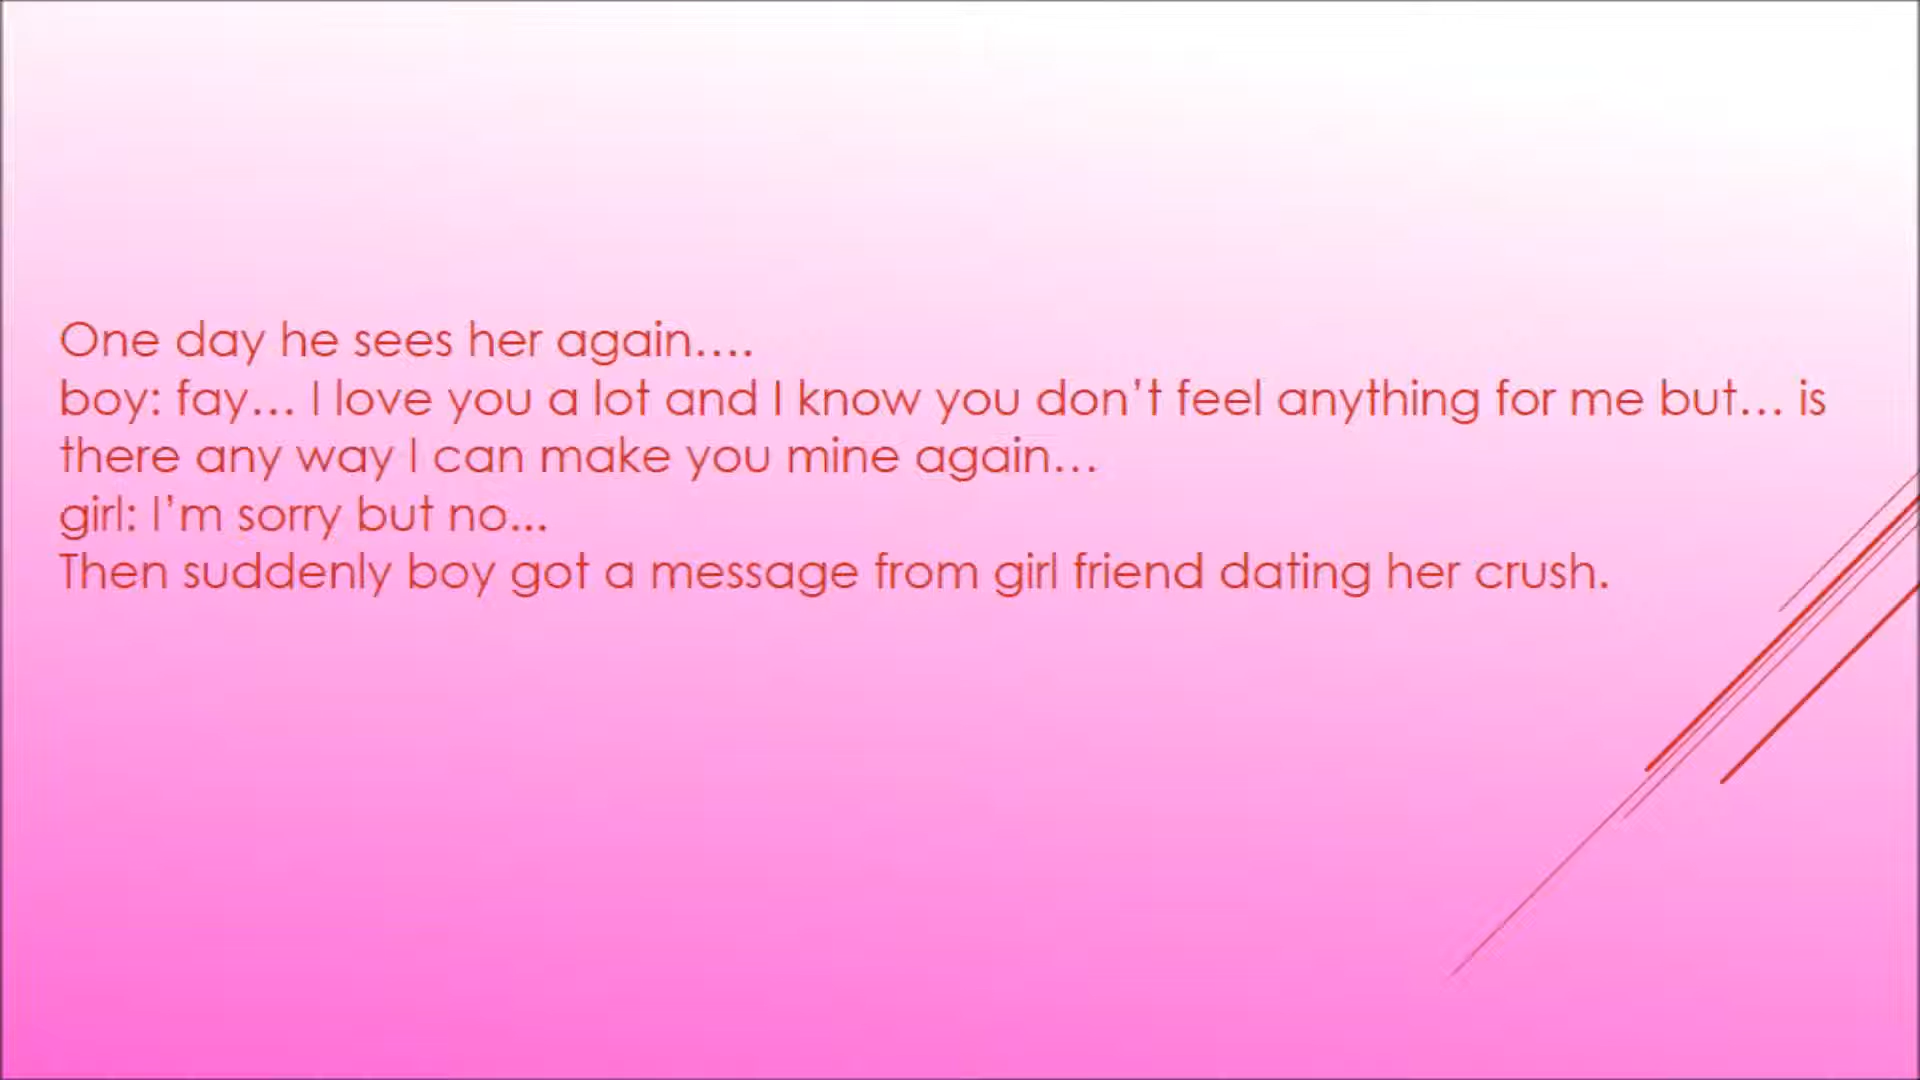 One day he sees her again....
boy: fay... I love you a lot and I know you don't feel anything for me but... is
there any way I can make you mine again...
girl: I'm sorry but no...
Then suddenly boy got a message from girl friend dating her crush.